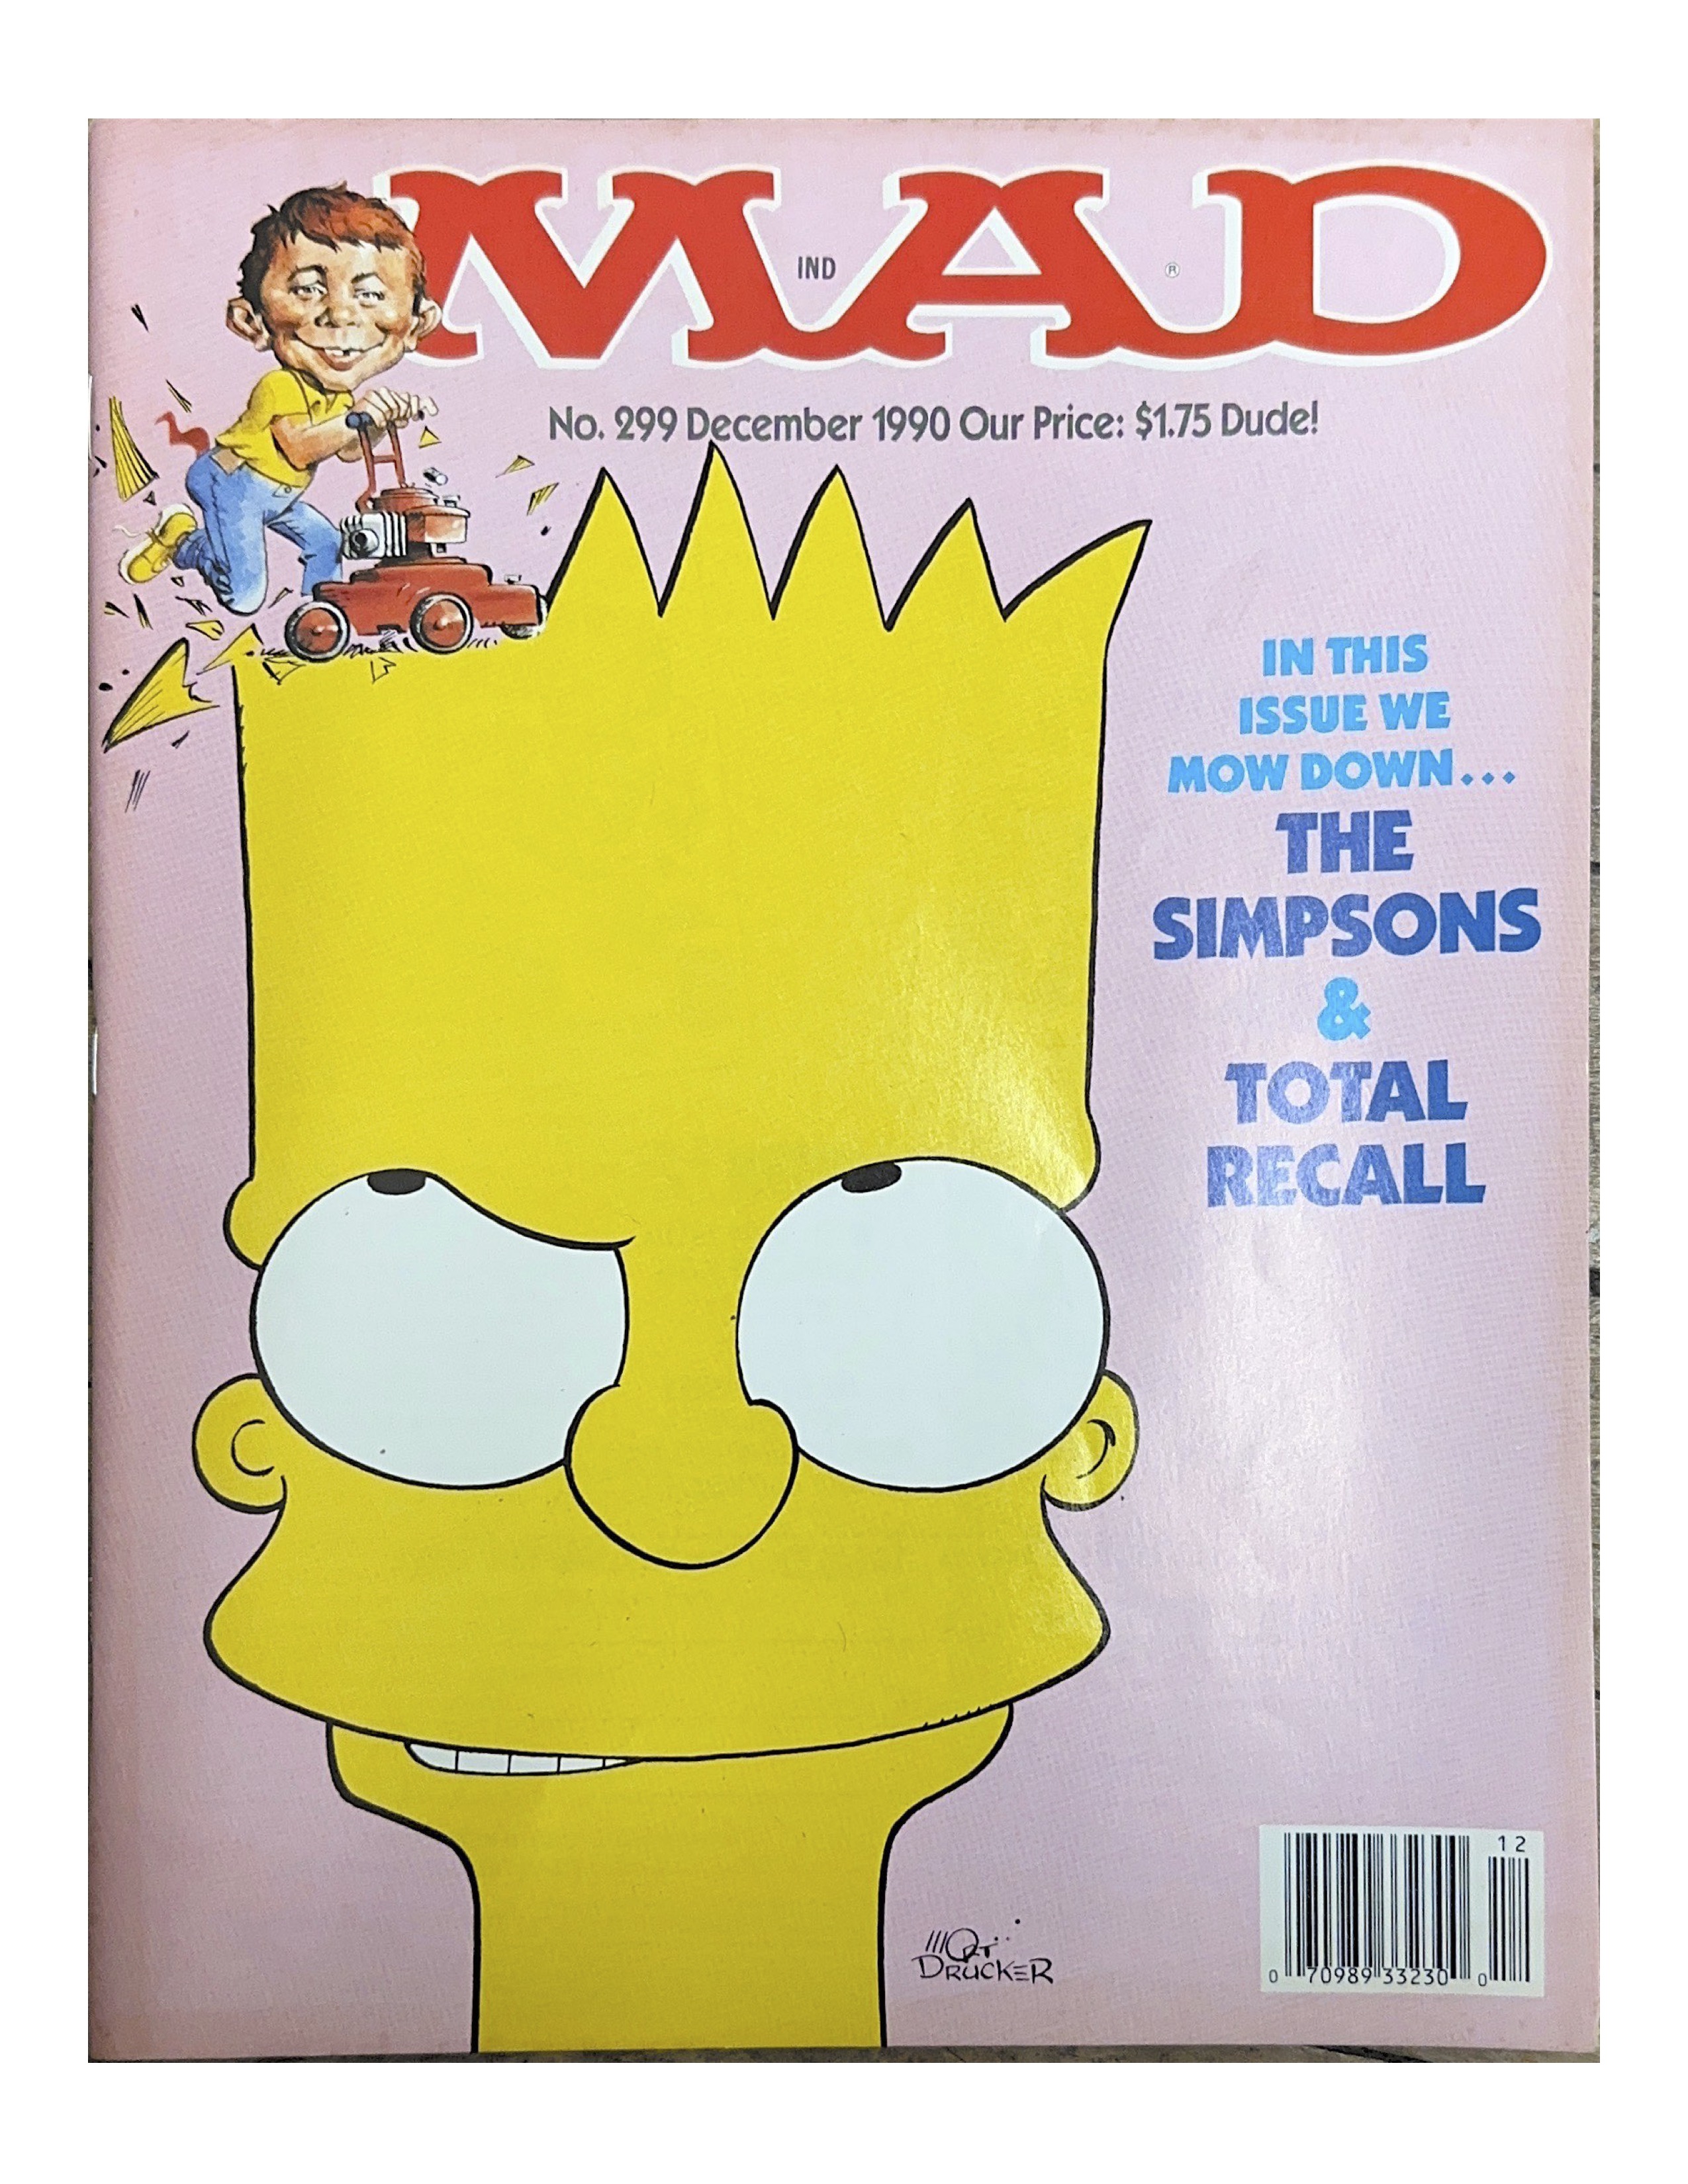 MAD
IND
®
No. 299 December 1990 Our Price: $1.75 Dude!
IN THIS
ISSUE WE
MOW DOWN...
THE
SIMPSONS
&
TOTAL
RECALL
MORT
DRUCKER
12
0 70989 33230 0